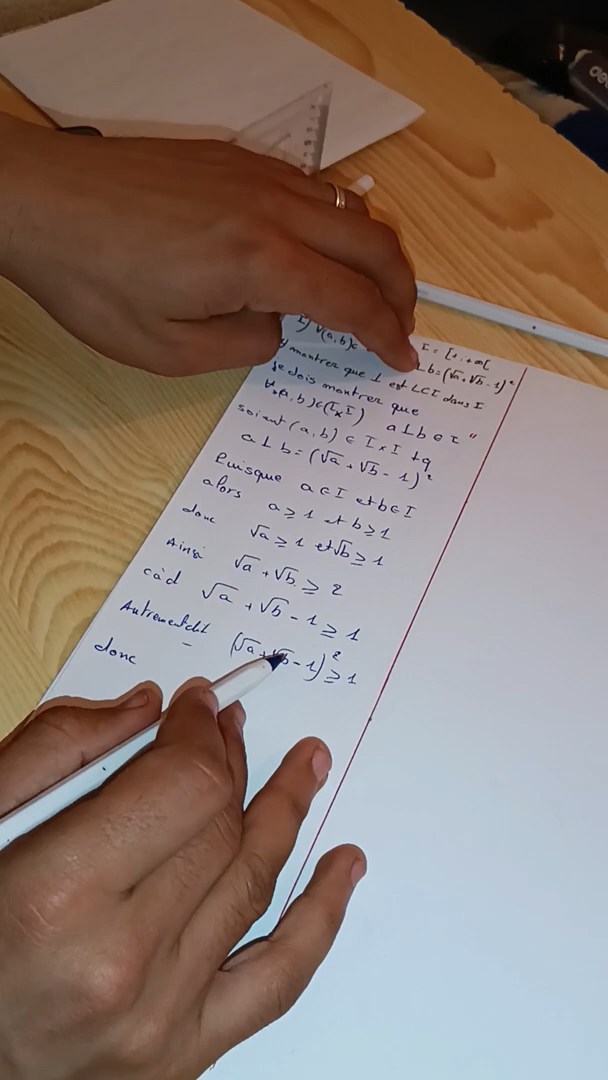 I) ∀(a,b)∈ I = [1;+∞[
⊥b=(√a+√b-1)²
montrer que ⊥ est LCI dans I
je dois montrer que
∀(a,b)∈(I×I) a⊥b∈I "
soient (a,b) ∈ I×I tq
a⊥b=(√a+√b-1)²
Puisque a∈I et b∈I
alors a≥1 et b≥1
donc √a≥1 et √b≥1
Ainsi √a+√b≥2
càd √a+√b-1≥1
Autrement dit (√a+√b-1)²≥1
donc